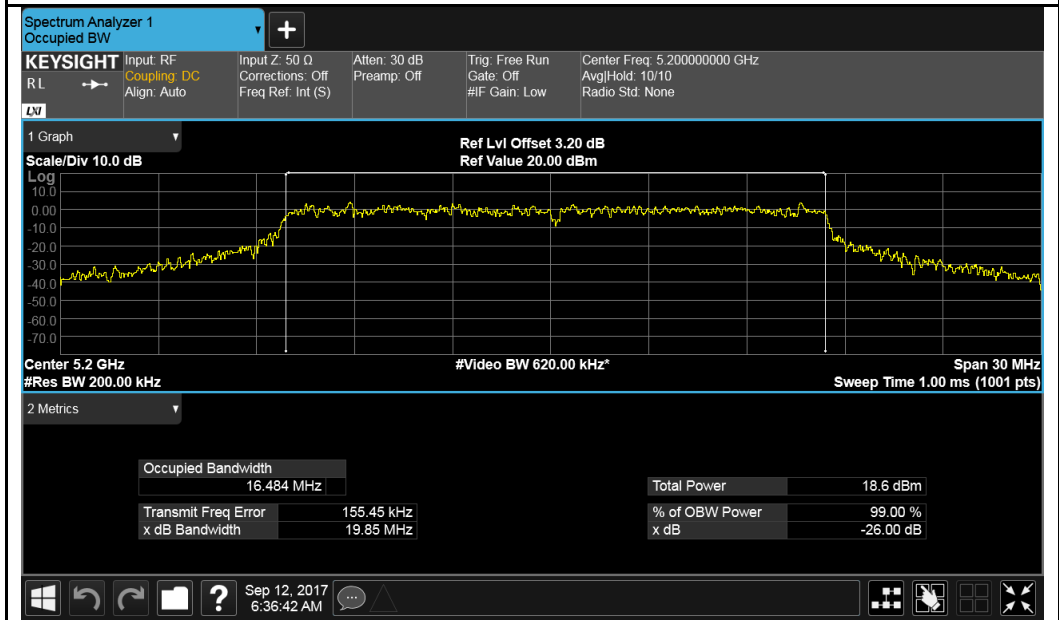 Spectrum Analyzer 1
Occupied BW
+
KEYSIGHT Input: RF Input Z: 50 Ω Atten: 30 dB Trig: Free Run Center Freq: 5.200000000 GHz
RL Coupling: DC Corrections: Off Preamp: Off Gate: Off Avg|Hold: 10/10
Align: Auto Freq Ref: Int (S) #IF Gain: Low Radio Std: None
LXI
1 Graph
Ref Lvl Offset 3.20 dB
Scale/Div 10.0 dB Ref Value 20.00 dBm
Log
10.0
0.00
-10.0
-20.0
-30.0
-40.0
-50.0
-60.0
-70.0
Center 5.2 GHz #Video BW 620.00 kHz* Span 30 MHz
#Res BW 200.00 kHz Sweep Time 1.00 ms (1001 pts)
2 Metrics
Occupied Bandwidth
16.484 MHz Total Power 18.6 dBm
Transmit Freq Error 155.45 kHz % of OBW Power 99.00 %
x dB Bandwidth 19.85 MHz x dB -26.00 dB
? Sep 12, 2017
6:36:42 AM